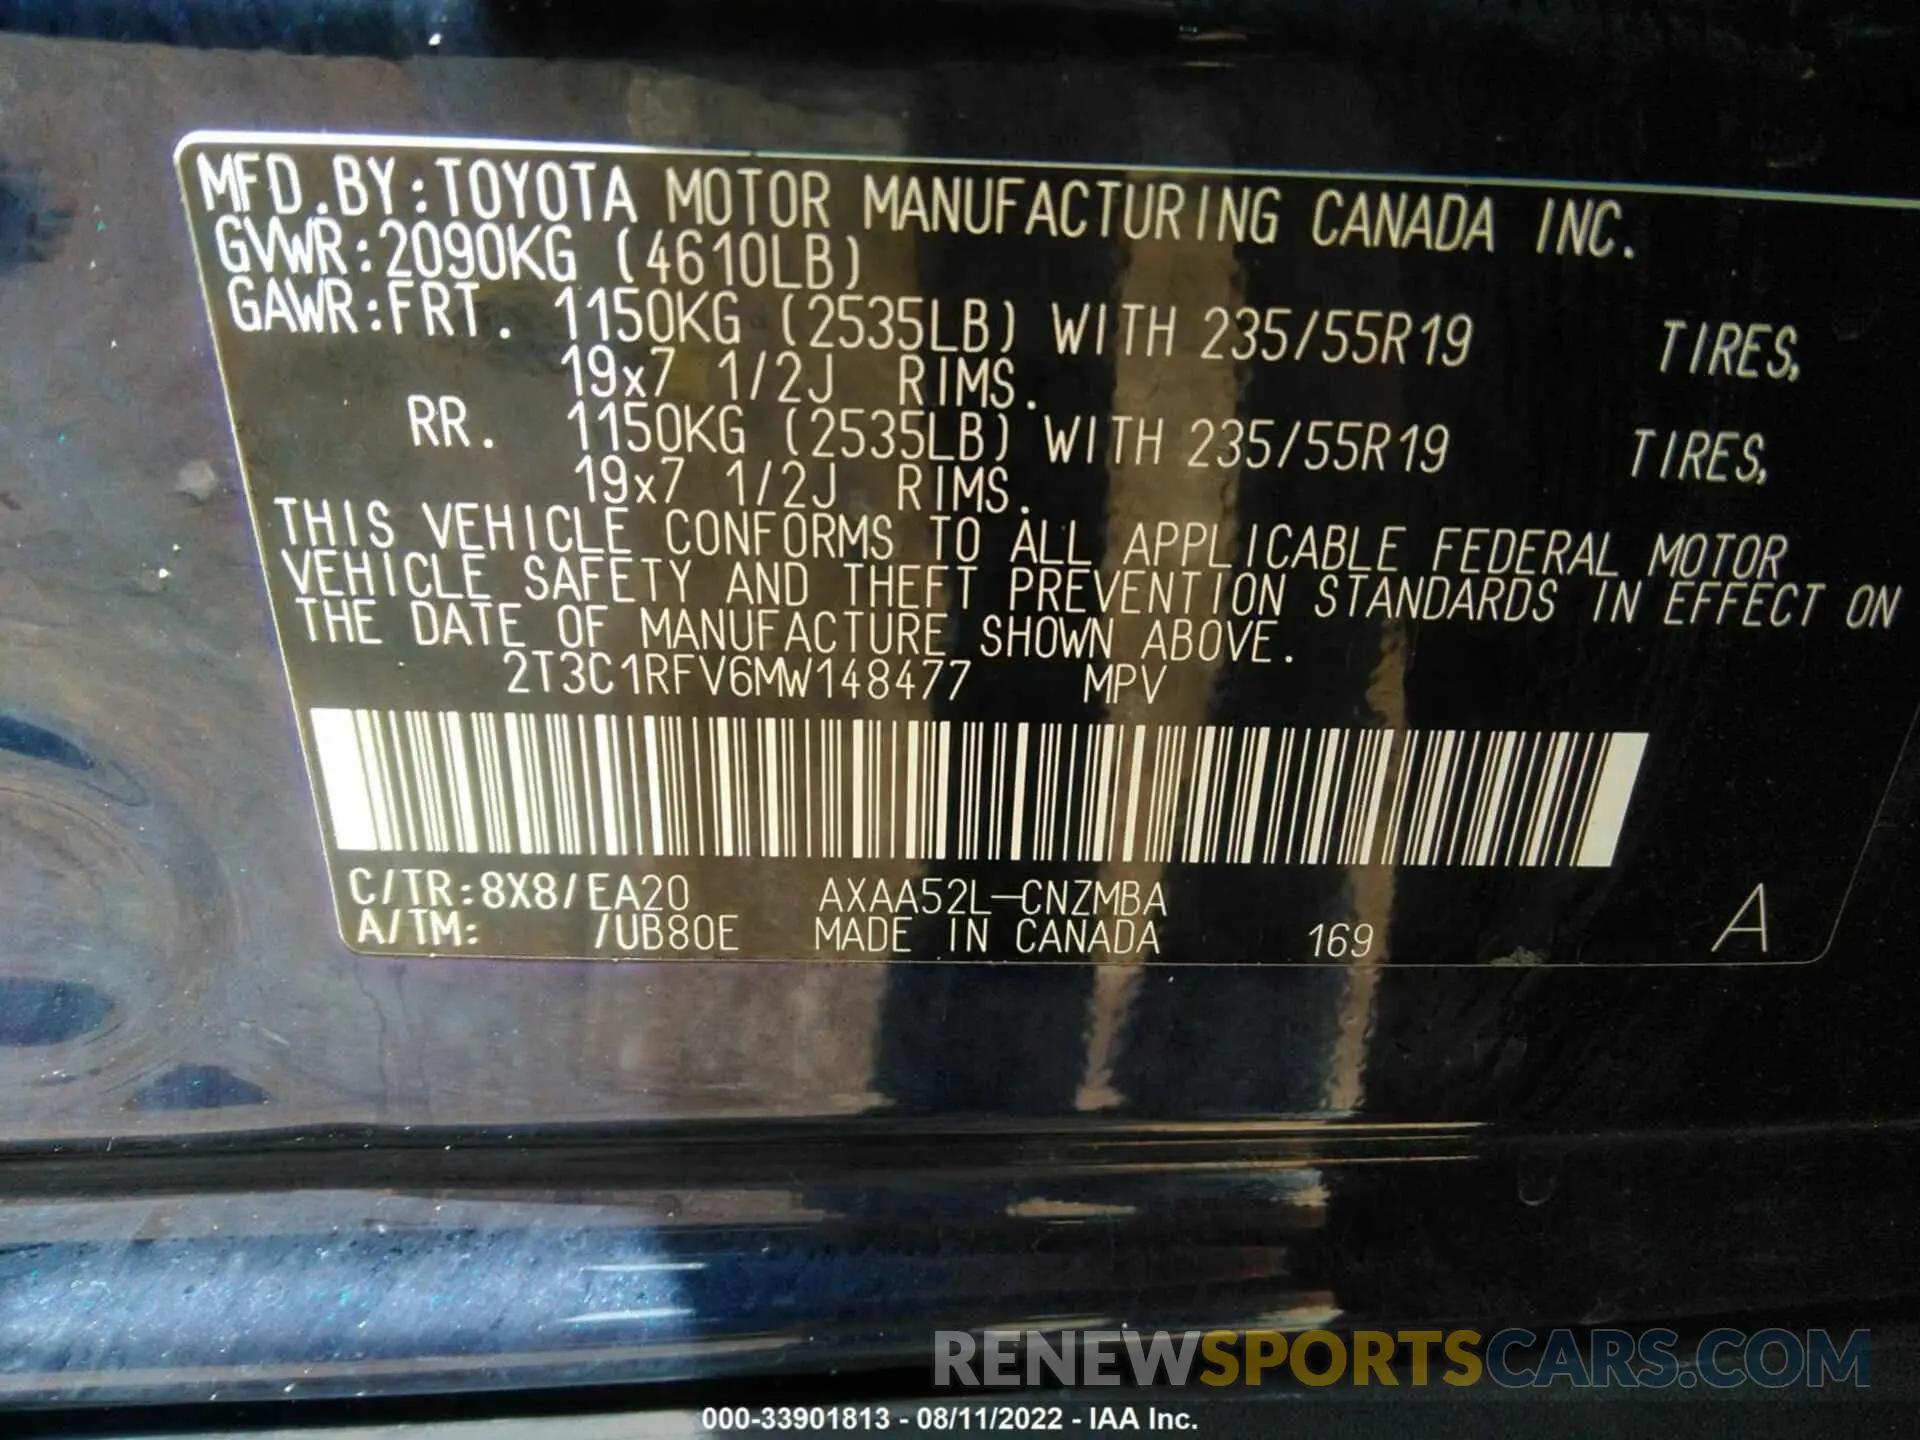 MFD.BY:TOYOTA MOTOR MANUFACTURING CANADA INC.
GVWR:2090KG (4610LB)
GAWR:FRT. 1150KG (2535LB) WITH 235/55R19 TIRES,
19x7 1/2J RIMS.
RR. 1150KG (2535LB) WITH 235/55R19 TIRES,
19x7 1/2J RIMS.
THIS VEHICLE CONFORMS TO ALL APPLICABLE FEDERAL MOTOR
VEHICLE SAFETY AND THEFT PREVENTION STANDARDS IN EFFECT ON
THE DATE OF MANUFACTURE SHOWN ABOVE.
2T3C1RFV6MW148477 MPV
C/TR:8X8/EA20 AXAA52L-CNZMBA
A/TM: /UB80E MADE IN CANADA 169 A
RENEWSPORTSCARS.COM
000-33901813 - 08/11/2022 - IAA Inc.